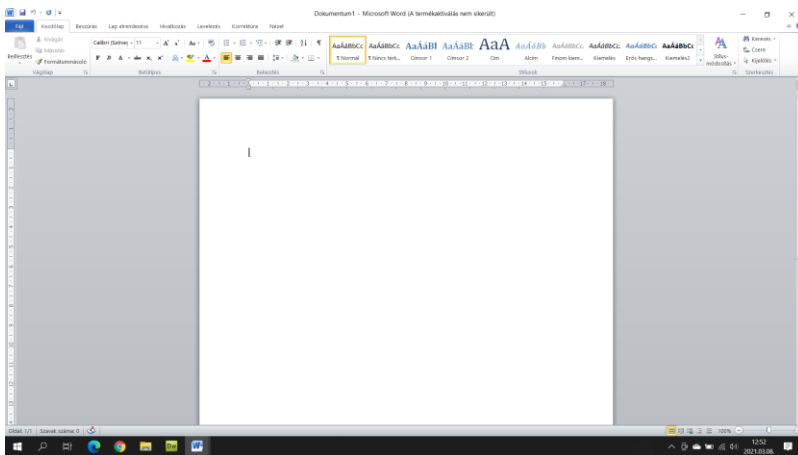 Dokumentum1 - Microsoft Word (A termékaktiválás nem sikerült)
Fájl Kezdőlap Beszúrás Lap elrendezése Hivatkozás Levelezés Korrektúra Nézet
Beillesztés
Kivágás
Másolás
Formátummásoló
Vágólap
Calibri (Szöveg 11
Betűtípus
Bekezdés
AaÁáBbCc AaÁáBbCc AaÁáBl AaÁáBb AaA AaÁáBb AaÁáBbCc AaÁáBbCc AaÁáBbCc AaÁáBbCc
¶ Normál ¶ Nincs térk... Címsor 1 Címsor 2 Cím Alcím Finom kiem... Kiemelés Erős hangs... Kiemelés2
Stílusok
Stílus-
módosítás
Keresés
Csere
Kijelölés
Szerkesztés
Oldal: 1/1 Szavak száma: 0
100%
12:52
2021.03.08.